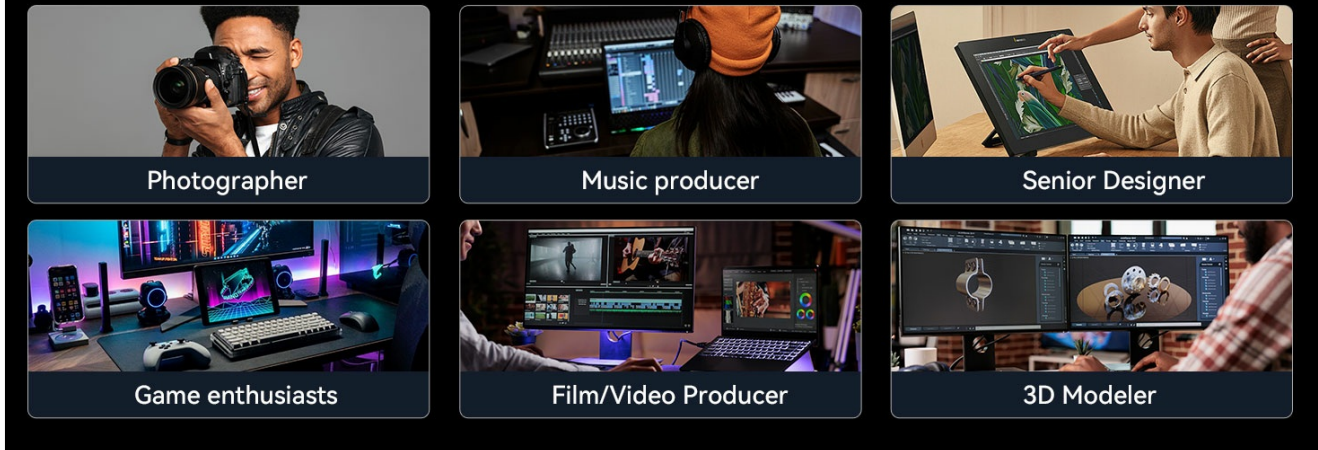 Photographer
Music producer
Senior Designer
Game enthusiasts
Film/Video Producer
3D Modeler